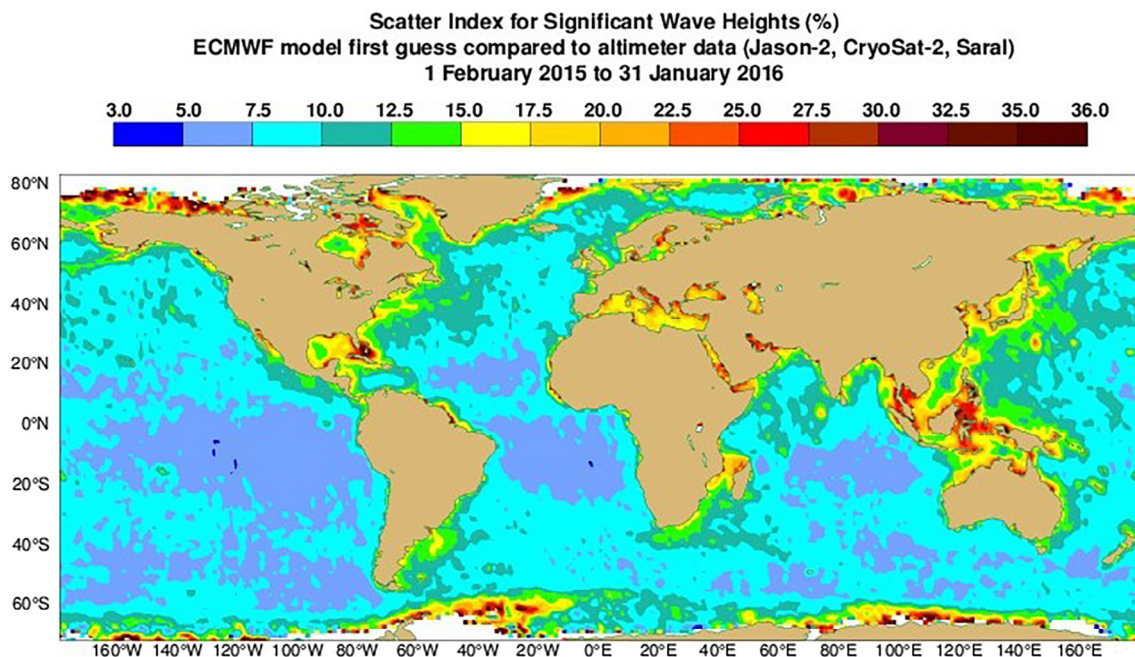 Scatter Index for Significant Wave Heights (%)
ECMWF model first guess compared to altimeter data (Jason-2, CryoSat-2, Saral)
1 February 2015 to 31 January 2016
3.0 5.0 7.5 10.0 12.5 15.0 17.5 20.0 22.5 25.0 27.5 30.0 32.5 35.0 36.0
80°N
60°N
40°N
20°N
0°N
20°S
40°S
60°S
160°W 140°W 120°W 100°W 80°W 60°W 40°W 20°W 0°E 20°E 40°E 60°E 80°E 100°E 120°E 140°E 160°E